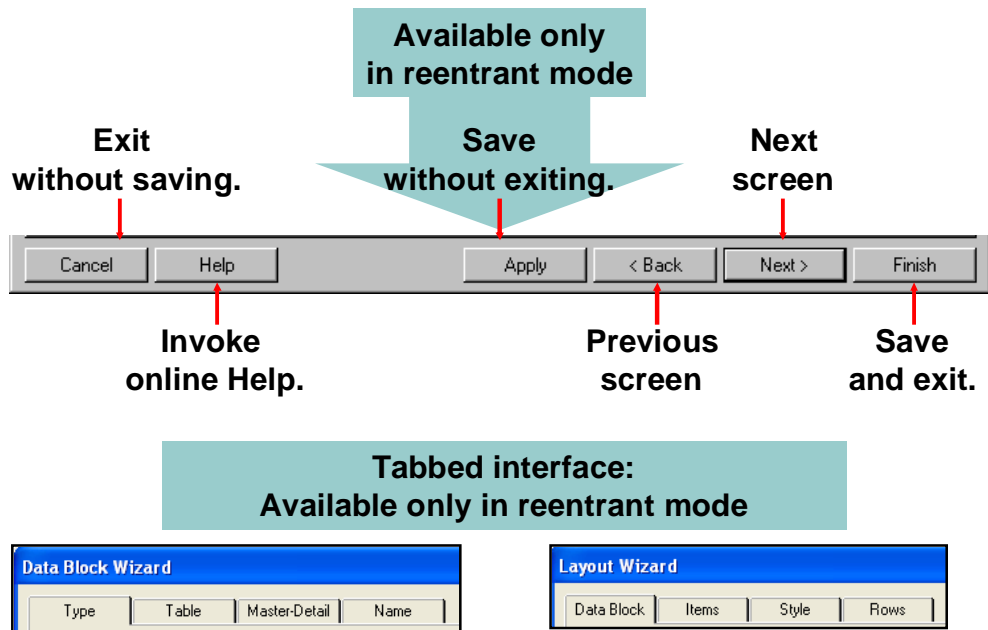 Available only
in reentrant mode
Exit
without saving.
Save
without exiting.
Next
screen
Cancel
Help
Apply
< Back
Next >
Finish
Invoke
online Help.
Previous
screen
Save
and exit.
Tabbed interface:
Available only in reentrant mode
Data Block Wizard
Type
Table
Master-Detail
Name
Layout Wizard
Data Block
Items
Style
Rows